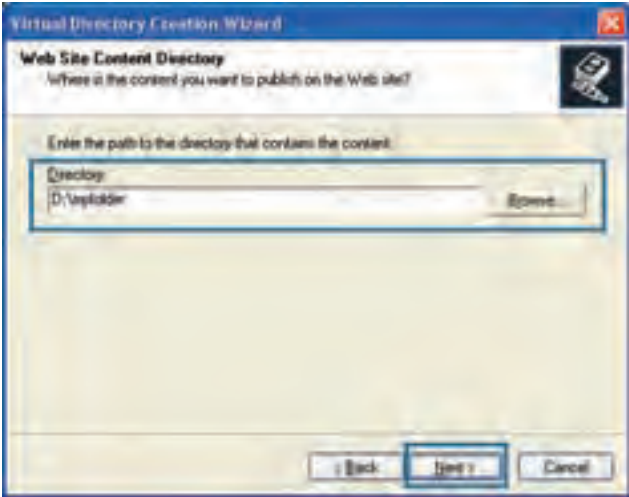 Virtual Directory Creation Wizard
Web Site Content Directory
Where is the content you want to publish on the Web site?
Enter the path to the directory that contains the content.
Directory:
Browse...
< Back
Next >
Cancel